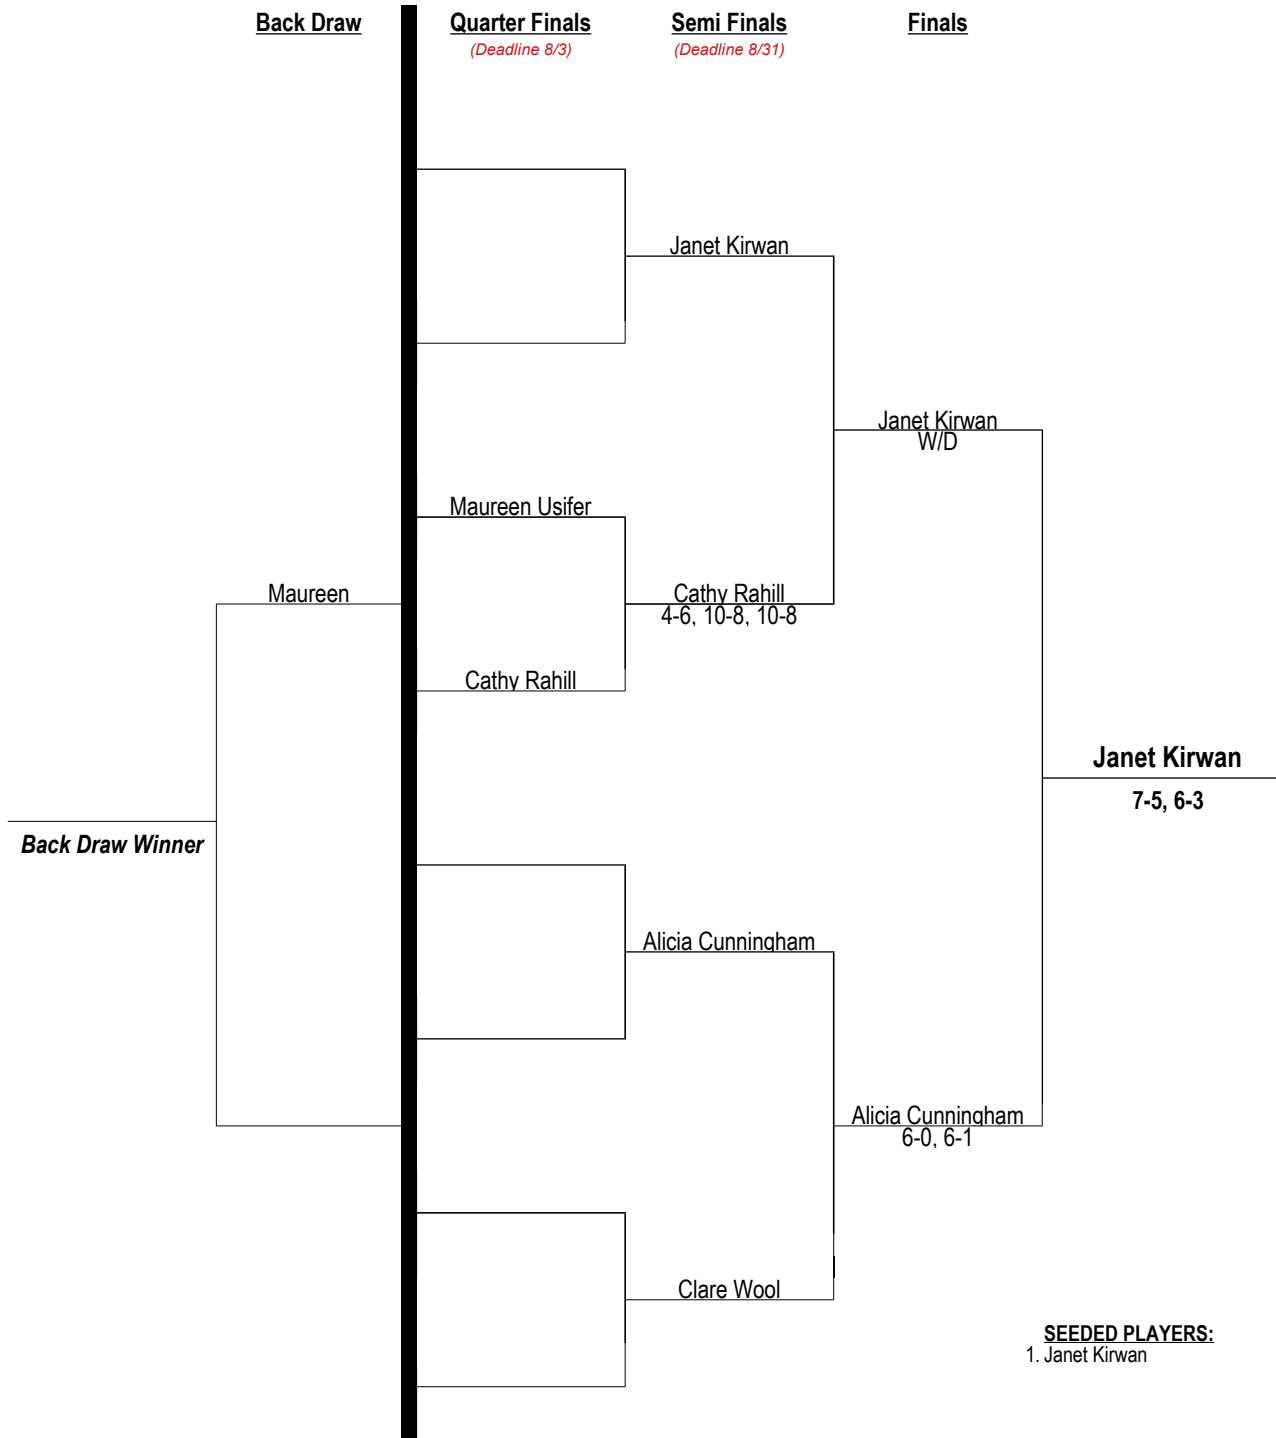 Back Draw
Quarter Finals
(Deadline 8/3)
Semi Finals
(Deadline 8/31)
Finals
Janet Kirwan
Janet Kirwan
W/D
Maureen Usifer
Maureen
Cathy Rahill
4-6, 10-8, 10-8
Cathy Rahill
Janet Kirwan
7-5, 6-3
Back Draw Winner
Alicia Cunningham
Alicia Cunningham
6-0, 6-1
Clare Wool
SEEDED PLAYERS:
1. Janet Kirwan